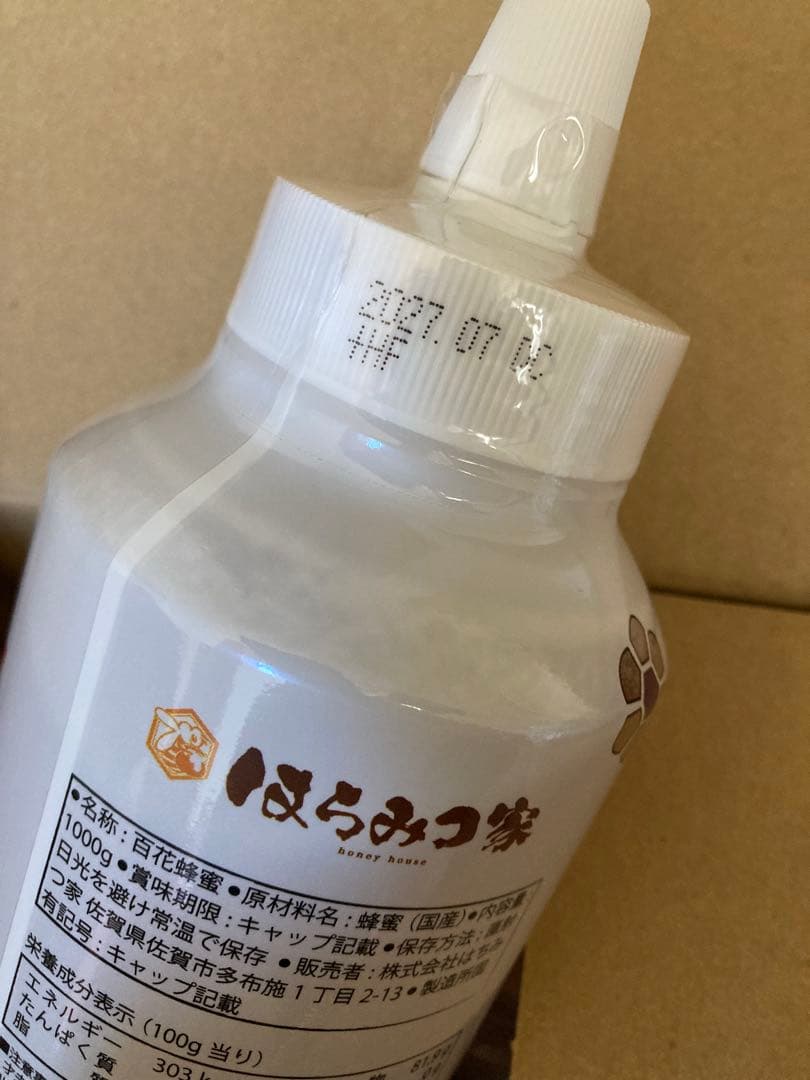 2027.07
+HF
はちみつ家
honey house
●名称：百花蜂蜜●原材料名：蜂蜜（国産）●内容量
1000g●賞味期限：キャップ記載●保存方法：直射
日光を避け常温で保存 ●販売者：株式会社はちみ
つ家 佐賀県佐賀市多布施1丁目2-13●製造所固
有記号：キャップ記載
栄養成分表示（100g 当り）
エネルギー 303
たんぱく質
脂